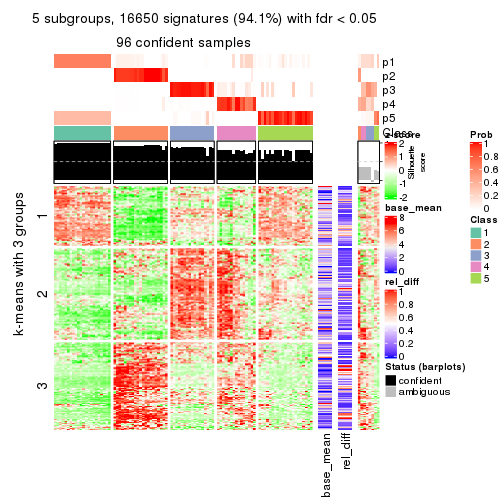 5 subgroups, 16650 signatures (94.1%) with fdr < 0.05
96 confident samples
p1
p2
p3
p4
p5
Class
Silhouette
score
k-means with 3 groups
1
2
3
base_mean
rel_diff
z-score
2
1
0
-1
-2
base_mean
8
6
4
2
0
rel_diff
1
0.8
0.6
0.4
0.2
0
Status (barplots)
confident
ambiguous
Prob
1
0.8
0.6
0.4
0.2
0
Class
1
2
3
4
5